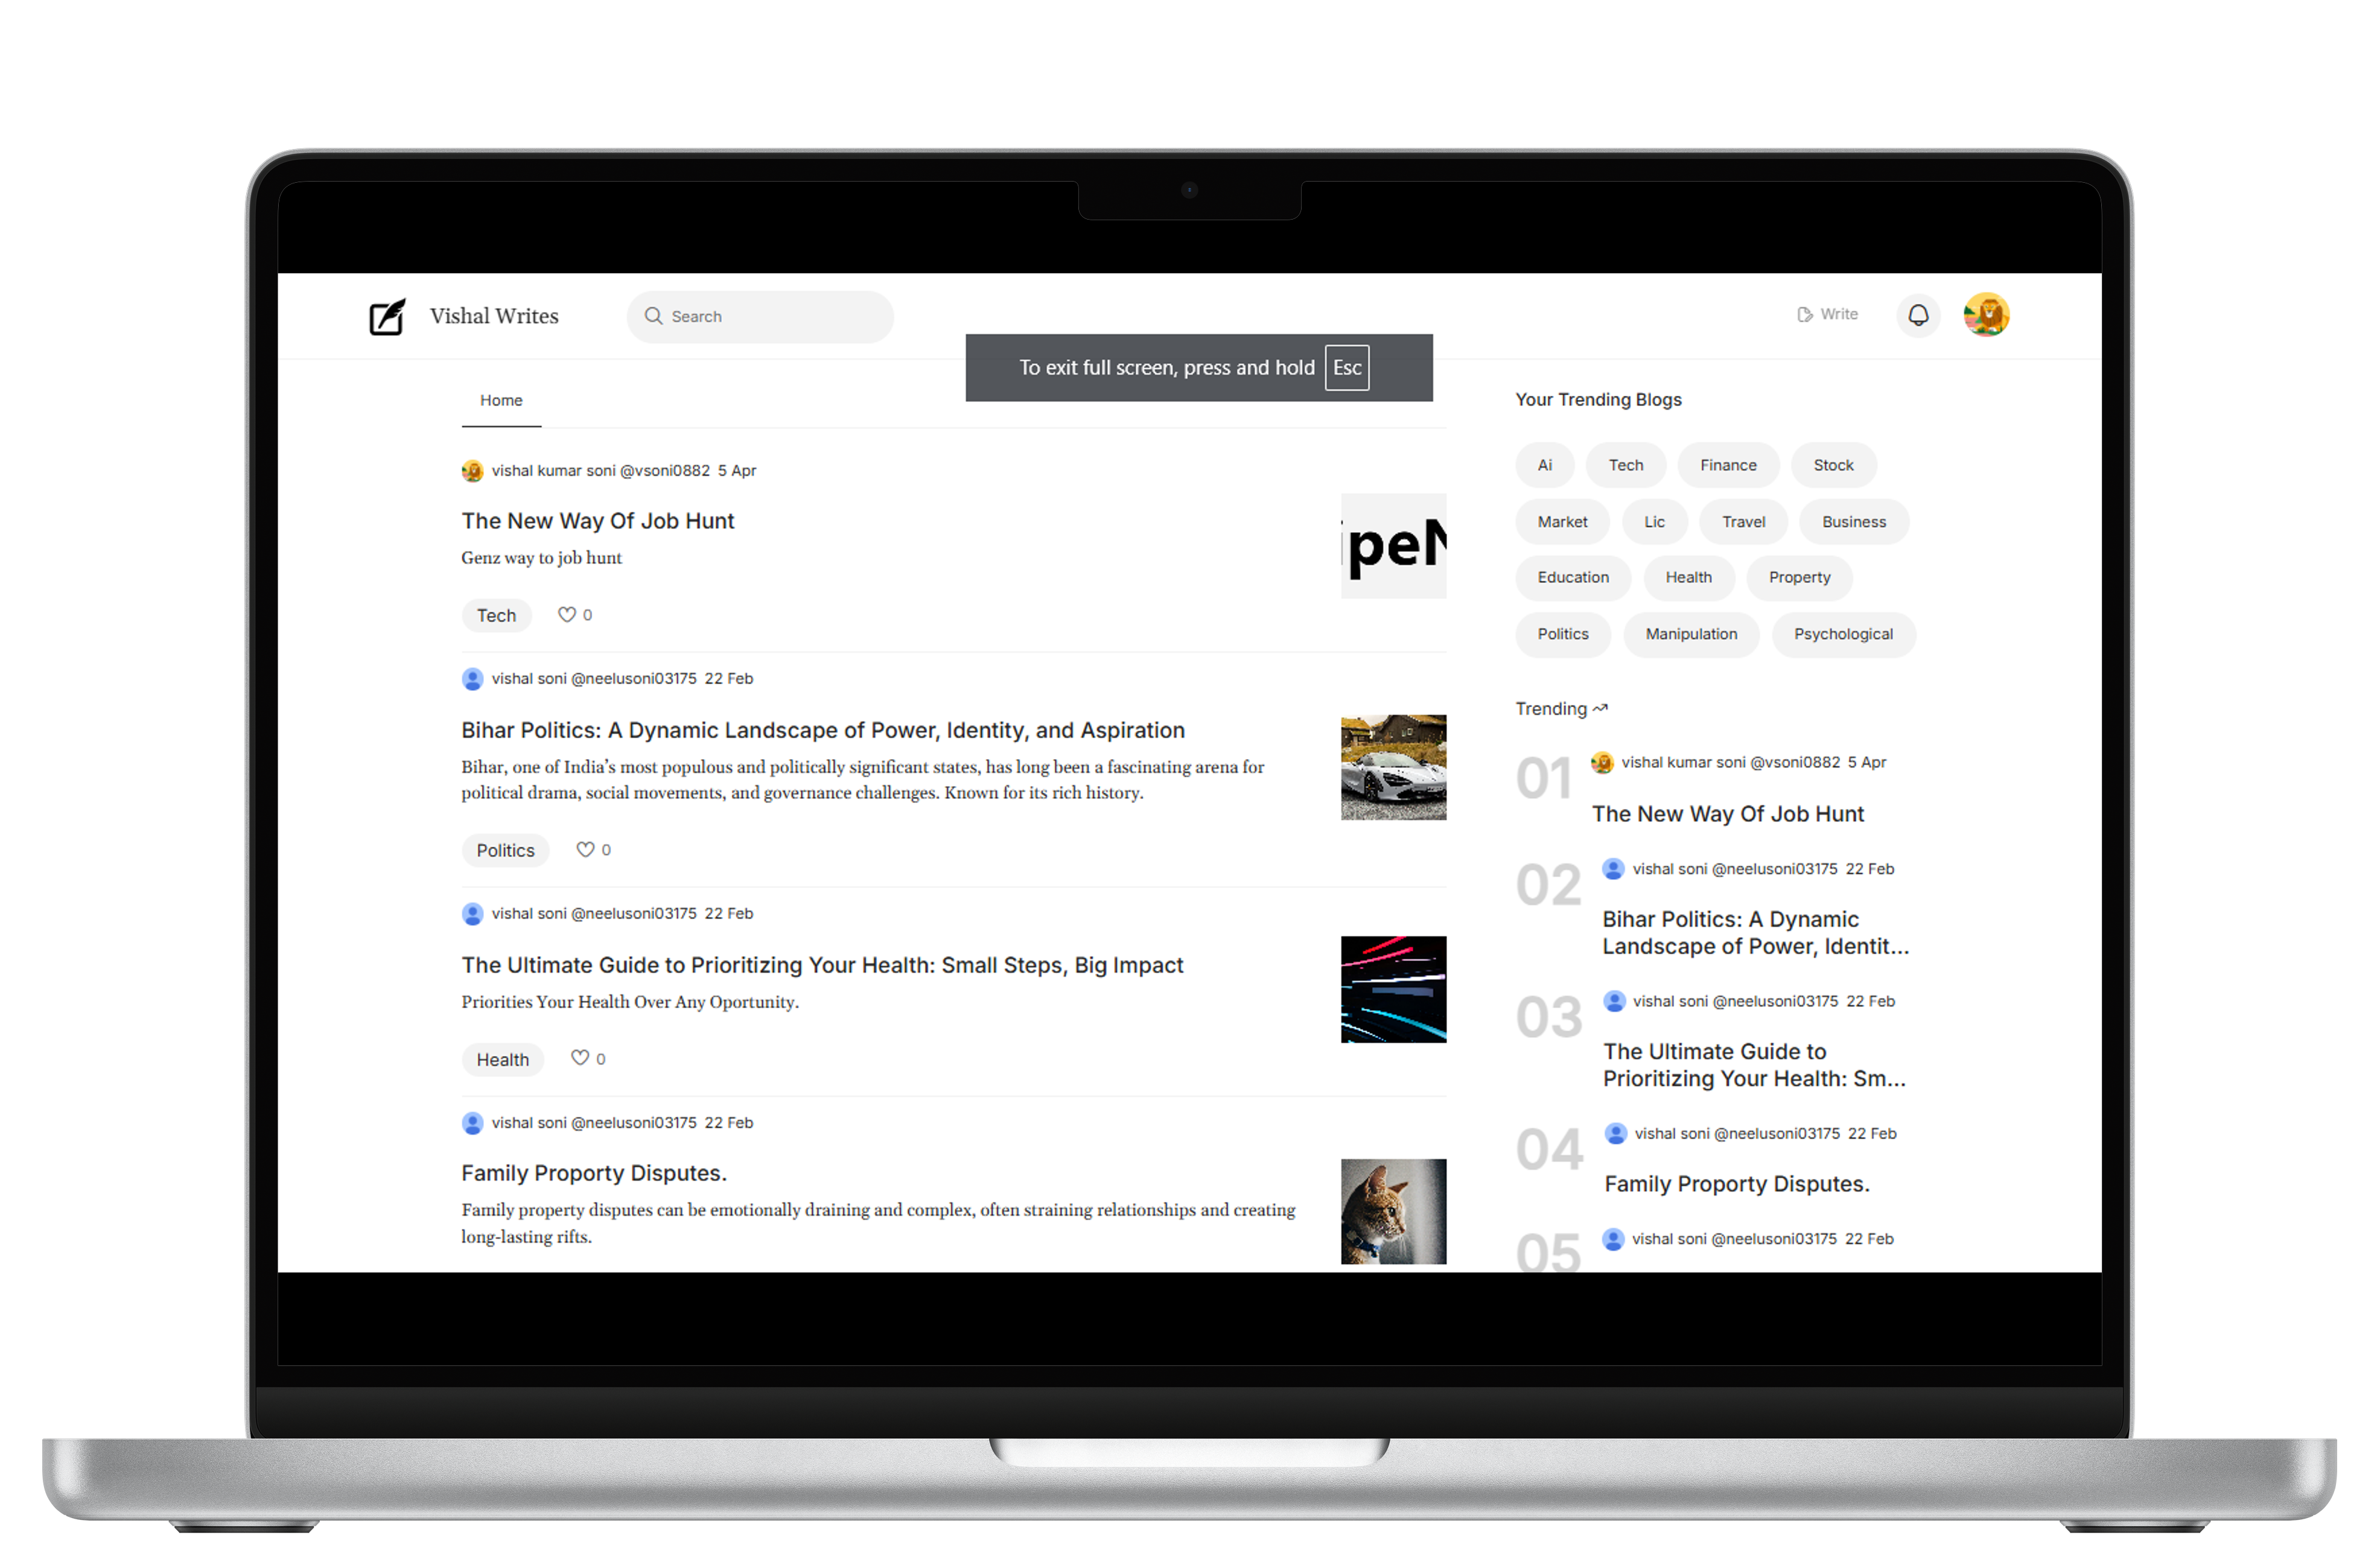 Vishal Writes
Search
Write
To exit full screen, press and hold Esc
Home
vishal kumar soni @vsoni0882 5 Apr
The New Way Of Job Hunt
Genz way to job hunt
ipeN
Tech
0
vishal soni @neelusoni03175 22 Feb
Bihar Politics: A Dynamic Landscape of Power, Identity, and Aspiration
Bihar, one of India’s most populous and politically significant states, has long been a fascinating arena for
political drama, social movements, and governance challenges. Known for its rich history.
Politics
0
vishal soni @neelusoni03175 22 Feb
The Ultimate Guide to Prioritizing Your Health: Small Steps, Big Impact
Priorities Your Health Over Any Oportunity.
Health
0
vishal soni @neelusoni03175 22 Feb
Family Proporty Disputes.
Family property disputes can be emotionally draining and complex, often straining relationships and creating
long-lasting rifts.
Your Trending Blogs
Ai Tech Finance Stock
Market Lic Travel Business
Education Health Property
Politics Manipulation Psychological
Trending
01
vishal kumar soni @vsoni0882 5 Apr
The New Way Of Job Hunt
02
vishal soni @neelusoni03175 22 Feb
Bihar Politics: A Dynamic
Landscape of Power, Identit...
03
vishal soni @neelusoni03175 22 Feb
The Ultimate Guide to
Prioritizing Your Health: Sm...
04
vishal soni @neelusoni03175 22 Feb
Family Proporty Disputes.
05
vishal soni @neelusoni03175 22 Feb